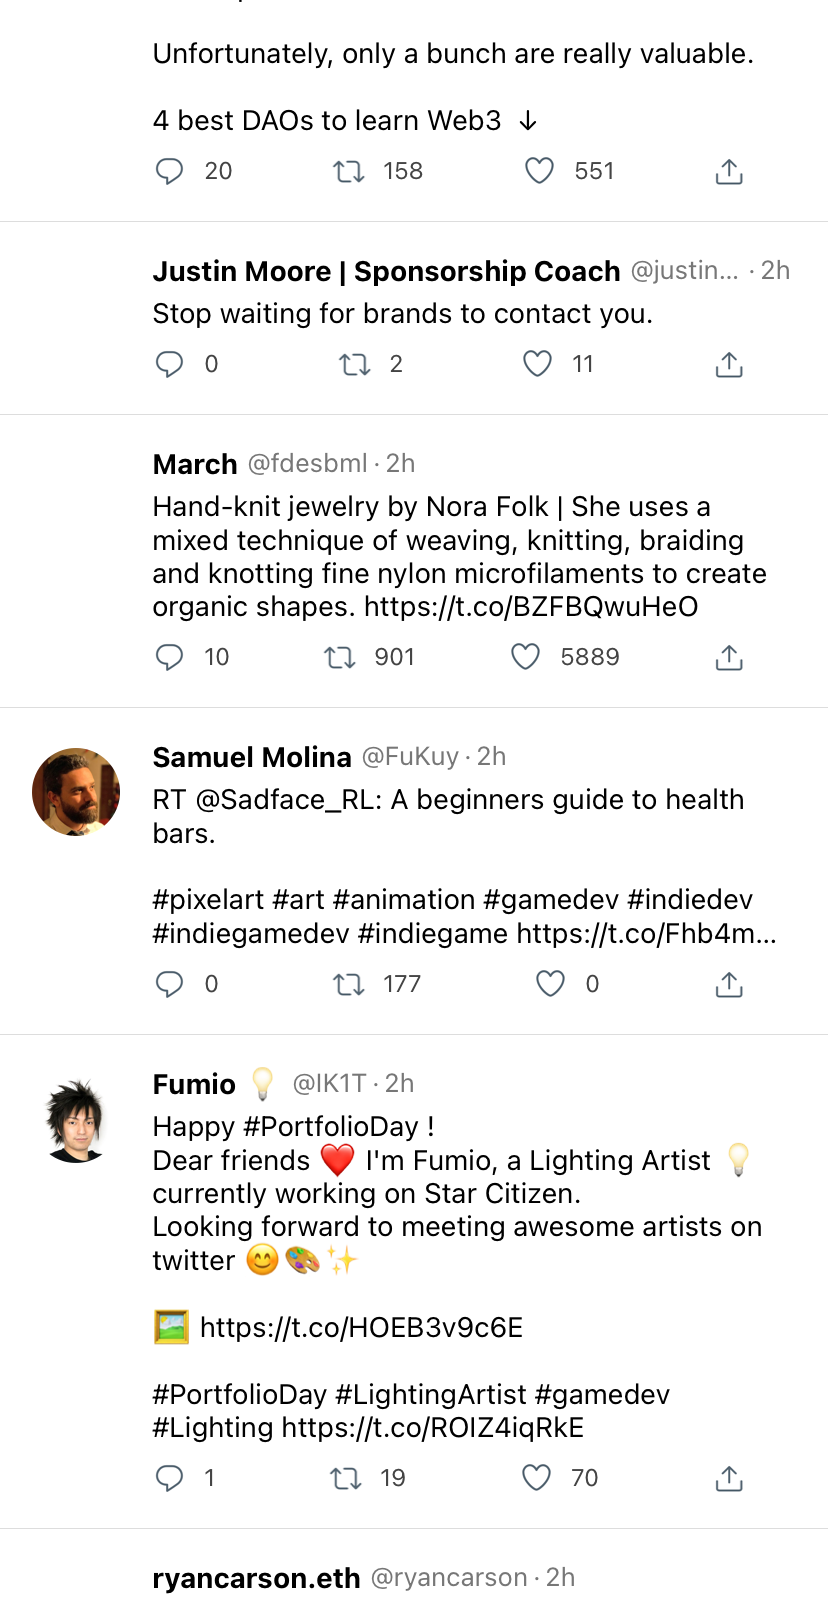 Unfortunately, only a bunch are really valuable.
4 best DAOs to learn Web3 ↓
20 158 551
Justin Moore | Sponsorship Coach @justin... · 2h
Stop waiting for brands to contact you.
0 2 11
March @fdesbml · 2h
Hand-knit jewelry by Nora Folk | She uses a
mixed technique of weaving, knitting, braiding
and knotting fine nylon microfilaments to create
organic shapes. https://t.co/BZFBQwuHeO
10 901 5889
Samuel Molina @FuKuy · 2h
RT @Sadface_RL: A beginners guide to health
bars.
#pixelart #art #animation #gamedev #indiedev
#indiegamedev #indiegame https://t.co/Fhb4m...
0 177 0
Fumio 💡 @IK1T · 2h
Happy #PortfolioDay !
Dear friends ❤️ I'm Fumio, a Lighting Artist 💡
currently working on Star Citizen.
Looking forward to meeting awesome artists on
twitter 😊🎨✨
🖼️ https://t.co/HOEB3v9c6E
#PortfolioDay #LightingArtist #gamedev
#Lighting https://t.co/ROIZ4iqRkE
1 19 70
ryancarson.eth @ryancarson · 2h